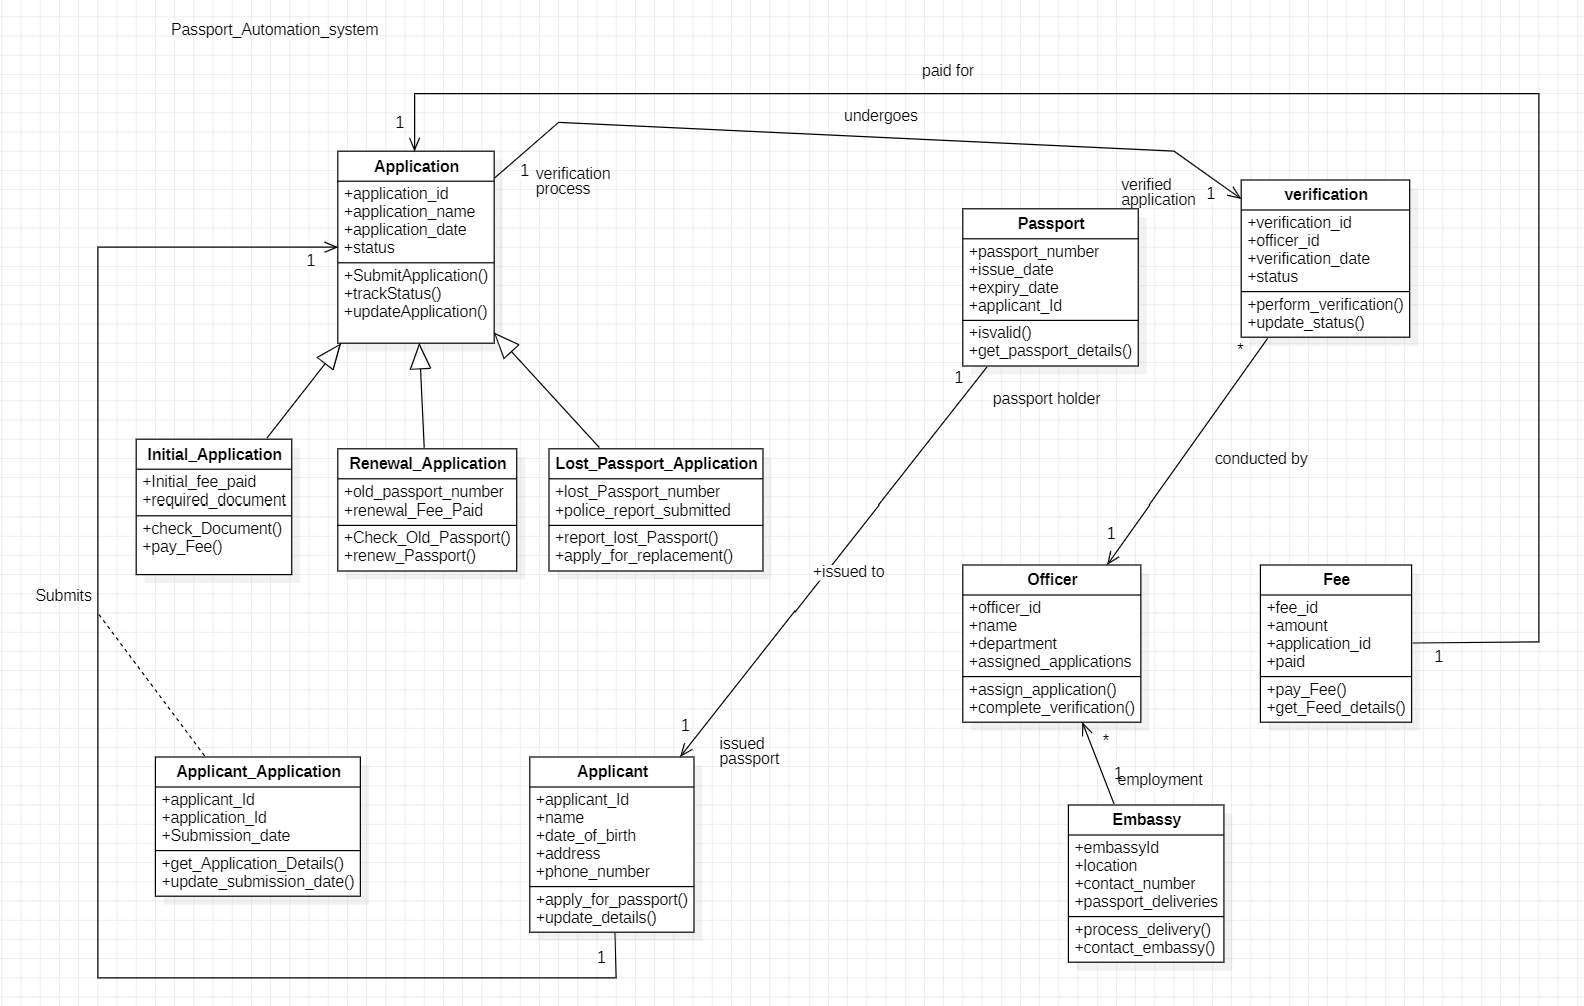 Passport_Automation_system
paid for
undergoes
1
Application
+application_id
+application_name
+application_date
+status
+SubmitApplication()
+trackStatus()
+updateApplication()
1
verification
process
1
verified
application
1
verification
+verification_id
+officer_id
+verification_date
+status
+perform_verification()
+update_status()
*
Passport
+passport_number
+issue_date
+expiry_date
+applicant_Id
+isvalid()
+get_passport_details()
1
passport holder
conducted by
1
Initial_Application
+Initial_fee_paid
+required_document
+check_Document()
+pay_Fee()
Renewal_Application
+old_passport_number
+renewal_Fee_Paid
+Check_Old_Passport()
+renew_Passport()
Lost_Passport_Application
+lost_Passport_number
+police_report_submitted
+report_lost_Passport()
+apply_for_replacement()
+issued to
Submits
Officer
+officer_id
+name
+department
+assigned_applications
+assign_application()
+complete_verification()
Fee
+fee_id
+amount
+application_id
+paid
+pay_Fee()
+get_Feed_details()
1
1
issued
passport
*
1
employment
Applicant_Application
+applicant_Id
+application_Id
+Submission_date
+get_Application_Details()
+update_submission_date()
Applicant
+applicant_Id
+name
+date_of_birth
+address
+phone_number
+apply_for_passport()
+update_details()
1
Embassy
+embassyId
+location
+contact_number
+passport_deliveries
+process_delivery()
+contact_embassy()